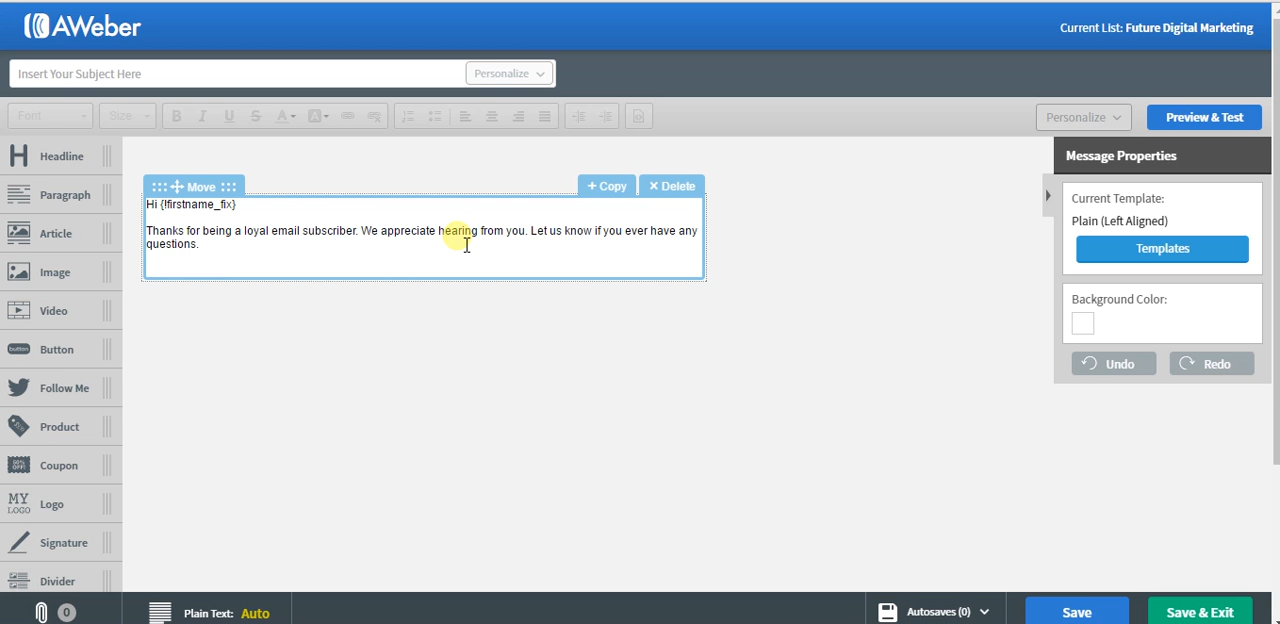 AWeber
Current List: Future Digital Marketing
Insert Your Subject Here
Personalize
Font
Size
B I U S A A
Personalize
Preview & Test
Headline
Paragraph
Article
Image
Video
button
Button
Follow Me
Product
50% OFF!
Coupon
MY LOGO
Logo
Signature
Divider
Move
+ Copy
× Delete
Hi {!firstname_fix}
Thanks for being a loyal email subscriber. We appreciate hearing from you. Let us know if you ever have any
questions.
Message Properties
Current Template:
Plain (Left Aligned)
Templates
Background Color:
Undo
Redo
0
Plain Text: Auto
Autosaves (0)
Save
Save & Exit